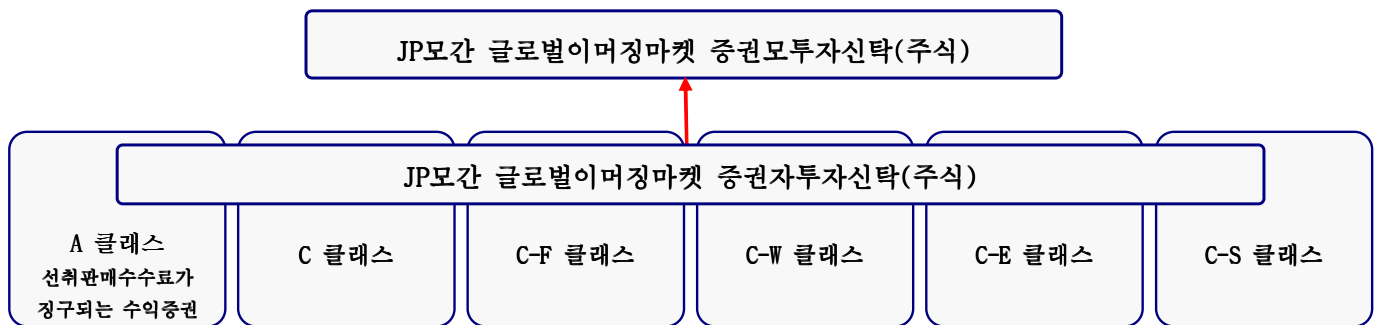 JP모간 글로벌이머징마켓 증권모투자신탁(주식)
JP모간 글로벌이머징마켓 증권자투자신탁(주식)
A 클래스
선취판매수수료가
징구되는 수익증권
C 클래스
C-F 클래스
C-W 클래스
C-E 클래스
C-S 클래스